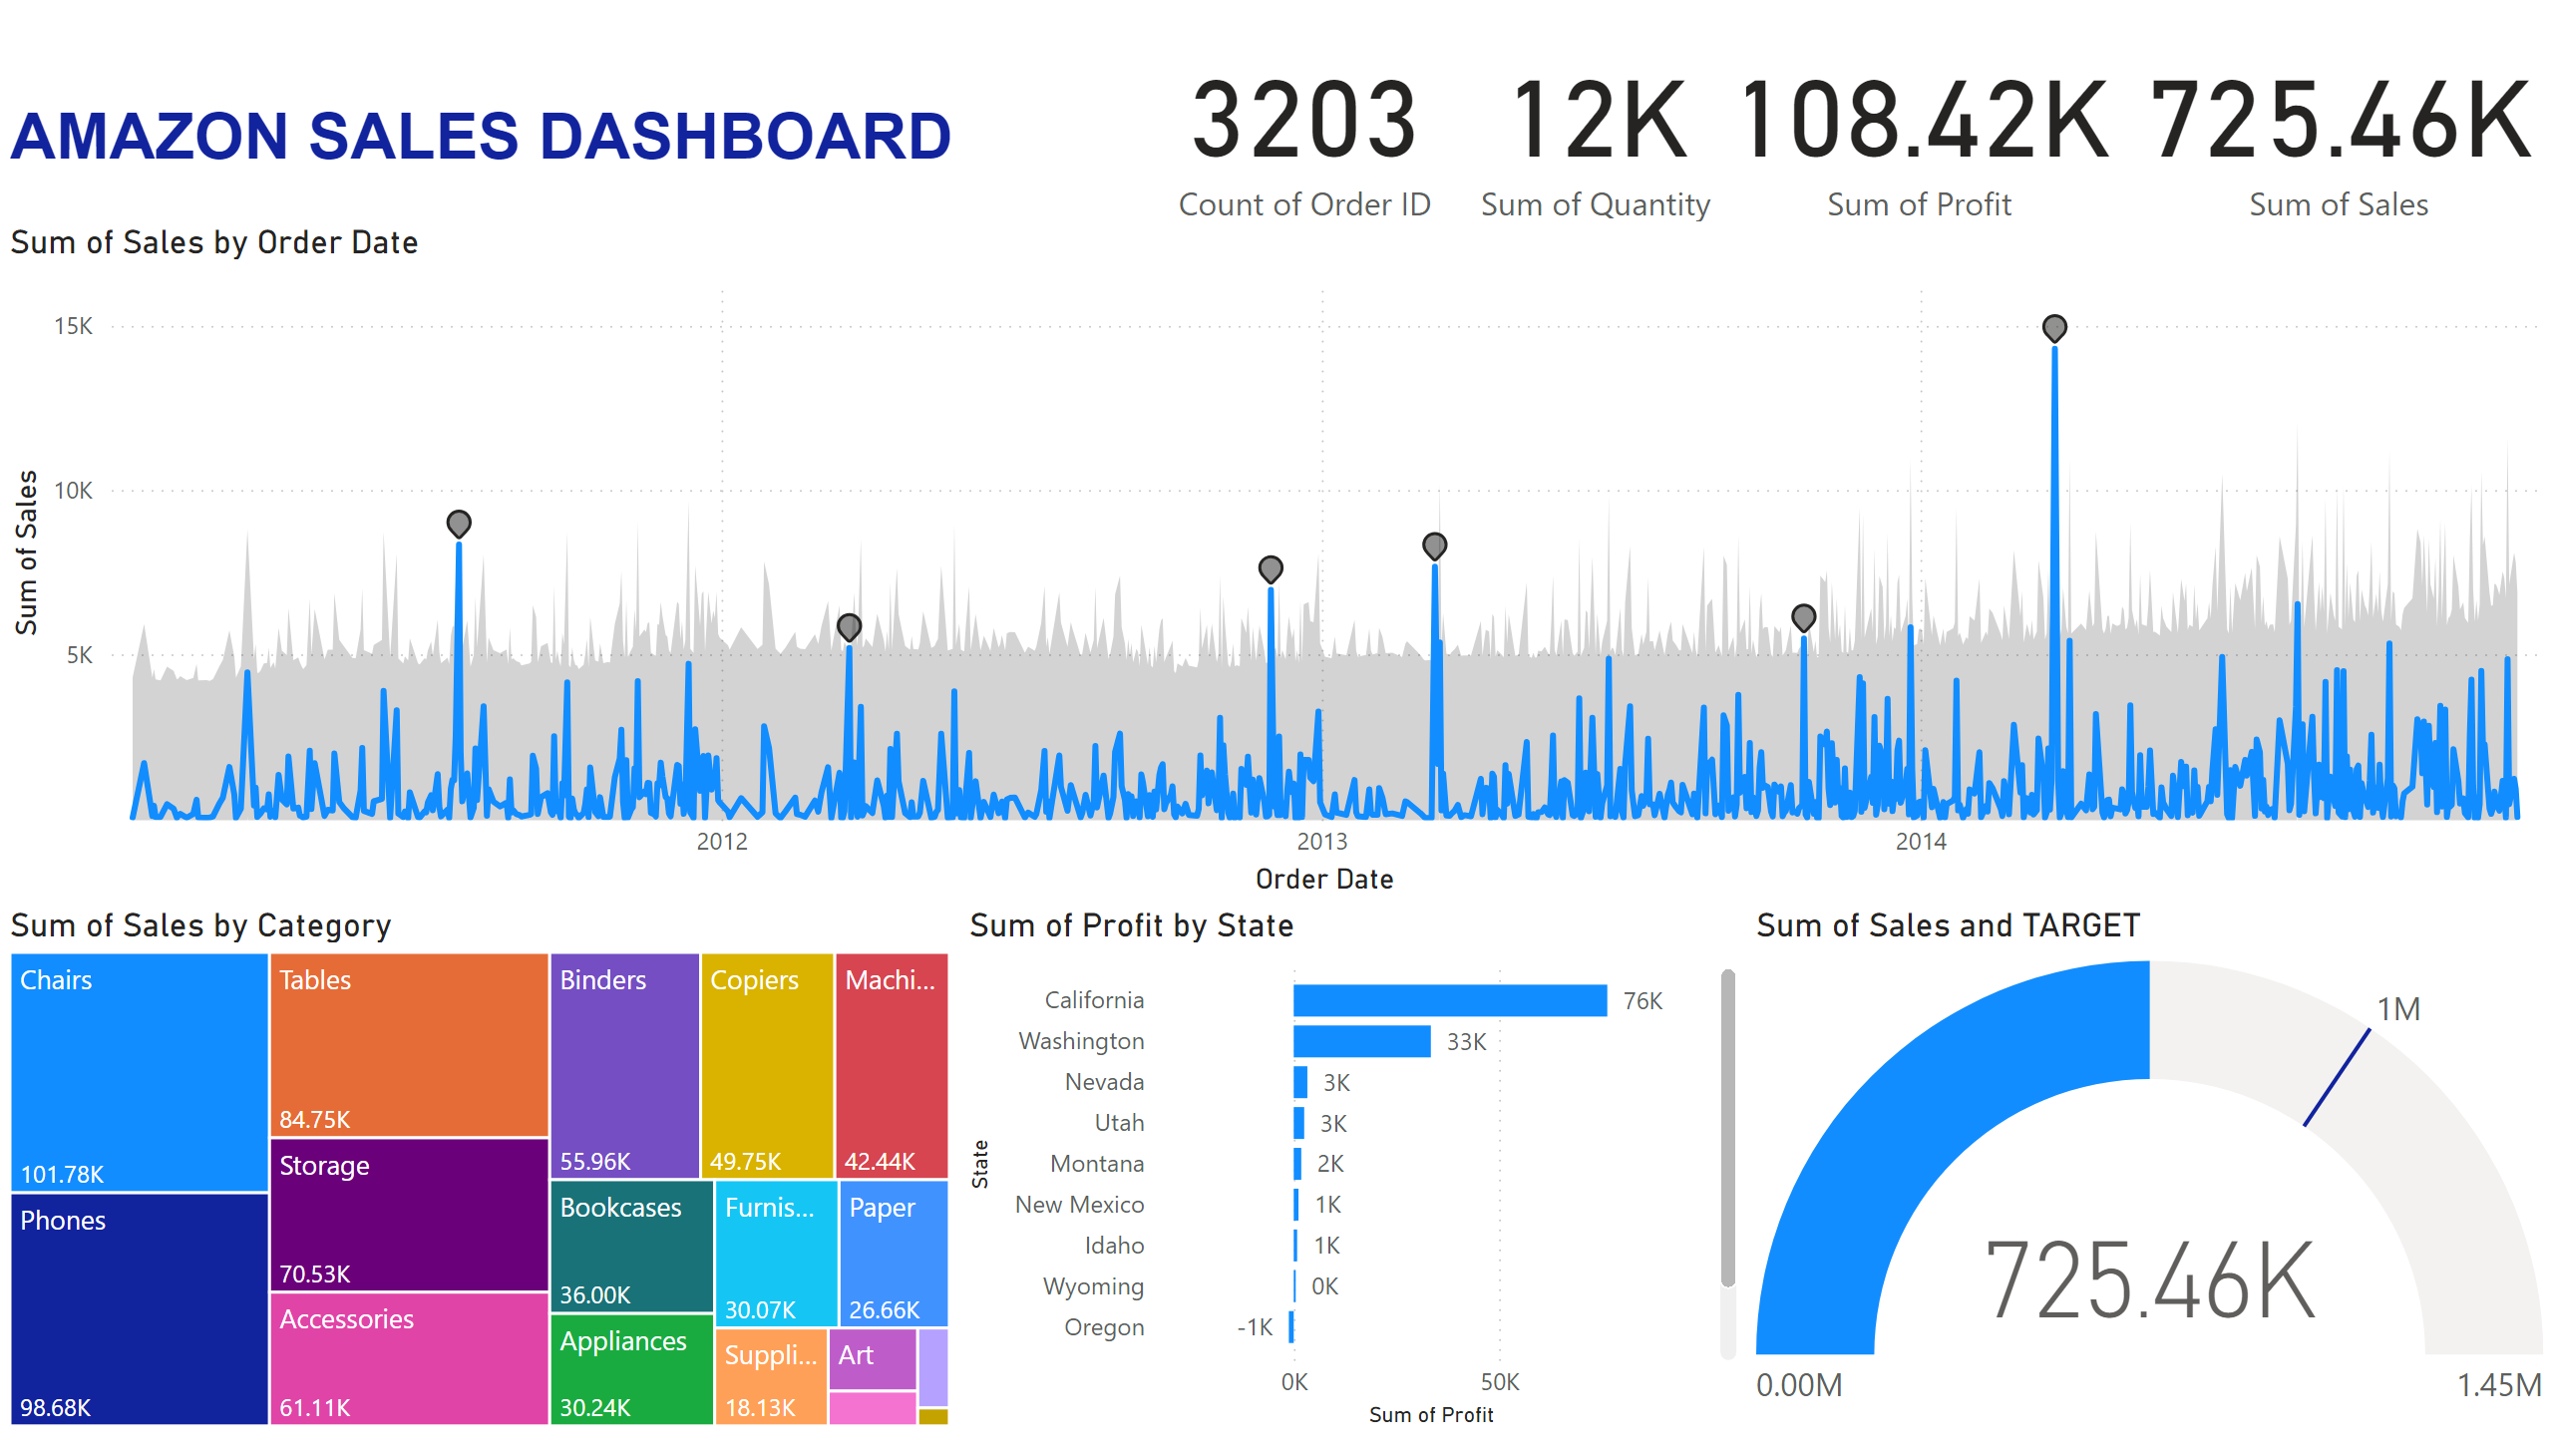 AMAZON SALES DASHBOARD
3203
Count of Order ID
12K
Sum of Quantity
108.42K
Sum of Profit
725.46K
Sum of Sales
Sum of Sales by Order Date
Sum of Sales
15K
10K
5K
2012
2013
2014
Order Date
Sum of Sales by Category
Chairs
101.78K
Phones
98.68K
Tables
84.75K
Storage
70.53K
Accessories
61.11K
Binders
55.96K
Copiers
49.75K
Machi...
42.44K
Bookcases
36.00K
Furnis...
30.07K
Paper
26.66K
Appliances
30.24K
Suppli...
18.13K
Art
Sum of Profit by State
State
California 76K
Washington 33K
Nevada 3K
Utah 3K
Montana 2K
New Mexico 1K
Idaho 1K
Wyoming 0K
Oregon -1K
0K 50K
Sum of Profit
Sum of Sales and TARGET
1M
725.46K
0.00M 1.45M